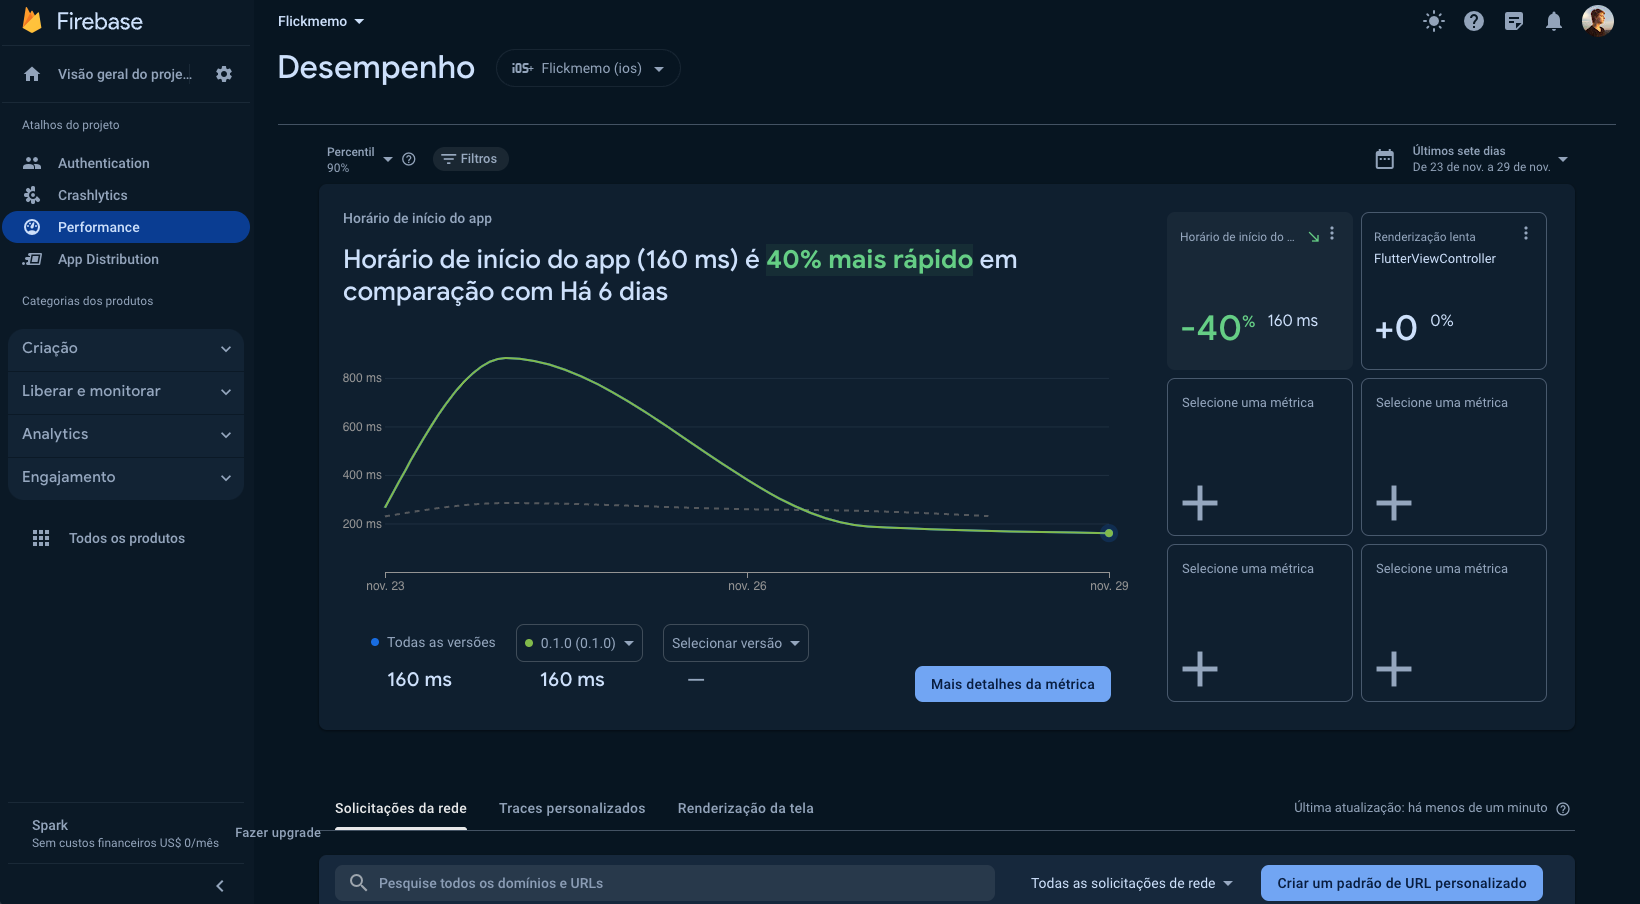 Firebase
Visão geral do proje...
Atalhos do projeto
Authentication
Crashlytics
Performance
App Distribution
Categorias dos produtos
Criação
Liberar e monitorar
Analytics
Engajamento
Todos os produtos
Spark
Sem custos financeiros US$ 0/mês
Fazer upgrade
Flickmemo
Desempenho
iOS+ Flickmemo (ios)
Percentil
90%
Filtros
Últimos sete dias
De 23 de nov. a 29 de nov.
Horário de início do app
Horário de início do app (160 ms) é 40% mais rápido em
comparação com Há 6 dias
800 ms
600 ms
400 ms
200 ms
nov. 23
nov. 26
nov. 29
Todas as versões
160 ms
0.1.0 (0.1.0)
160 ms
Selecionar versão
—
Mais detalhes da métrica
Horário de início do ...
-40% 160 ms
Renderização lenta
FlutterViewController
+0 0%
Selecione uma métrica
Selecione uma métrica
Selecione uma métrica
Selecione uma métrica
Solicitações da rede
Traces personalizados
Renderização da tela
Última atualização: há menos de um minuto
Pesquise todos os domínios e URLs
Todas as solicitações de rede
Criar um padrão de URL personalizado